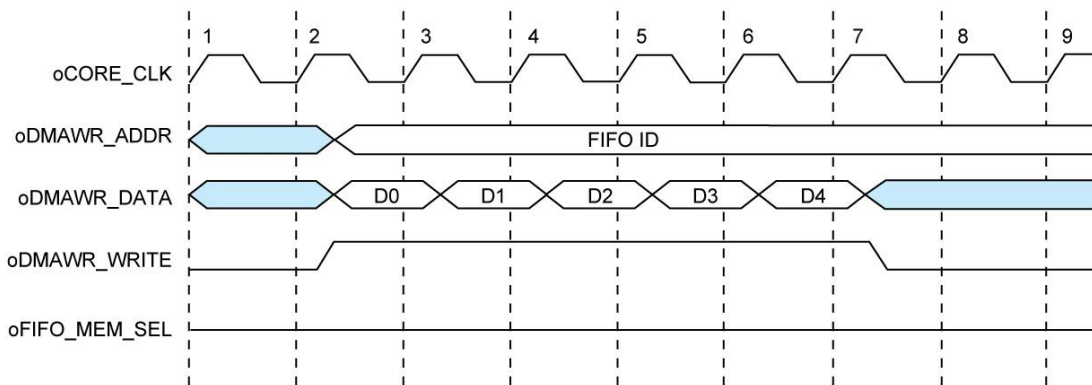 1 2 3 4 5 6 7 8 9
oCORE_CLK
oDMAWR_ADDR FIFO ID
oDMAWR_DATA D0 D1 D2 D3 D4
oDMAWR_WRITE
oFIFO_MEM_SEL